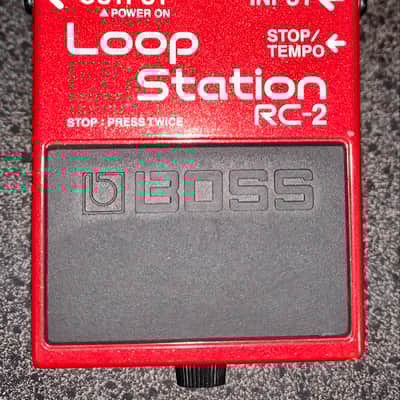 OUTPUT INPUT
▲POWER ON
Loop
STOP/
TEMPO
Station
RC-2
STOP : PRESS TWICE
BOSS